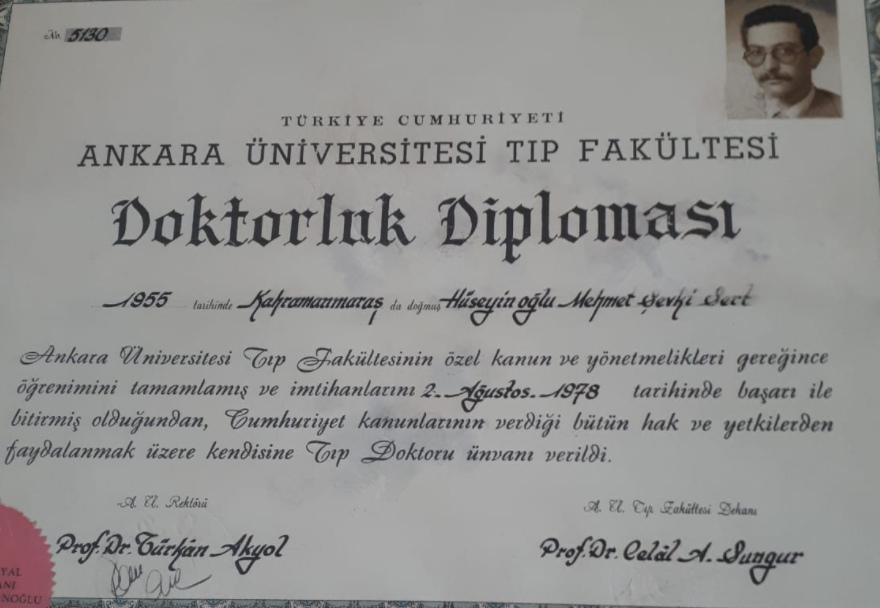 No. 5130
TÜRKİYE CUMHURİYETİ
ANKARA ÜNİVERSİTESİ TIP FAKÜLTESİ
Doktorluk Diploması
1955 tarihinde Kahramanmaraş da doğmuş Hüseyin oğlu Mehmet Şevki Sert
Ankara Üniversitesi Tıp Fakültesinin özel kanun ve yönetmelikleri gereğince
öğrenimini tamamlamış ve imtihanlarını 2. Ağustos. 1978 tarihinde başarı ile
bitirmiş olduğundan, Cumhuriyet kanunlarının verdiği bütün hak ve yetkilerden
faydalanmak üzere kendisine Tıp Doktoru ünvanı verildi.
A. Ü. Rektörü
A. Ü. Tıp Fakültesi Dekanı
Prof. Dr. Türkân Akyol
Prof. Dr. Celâl A. Sungur